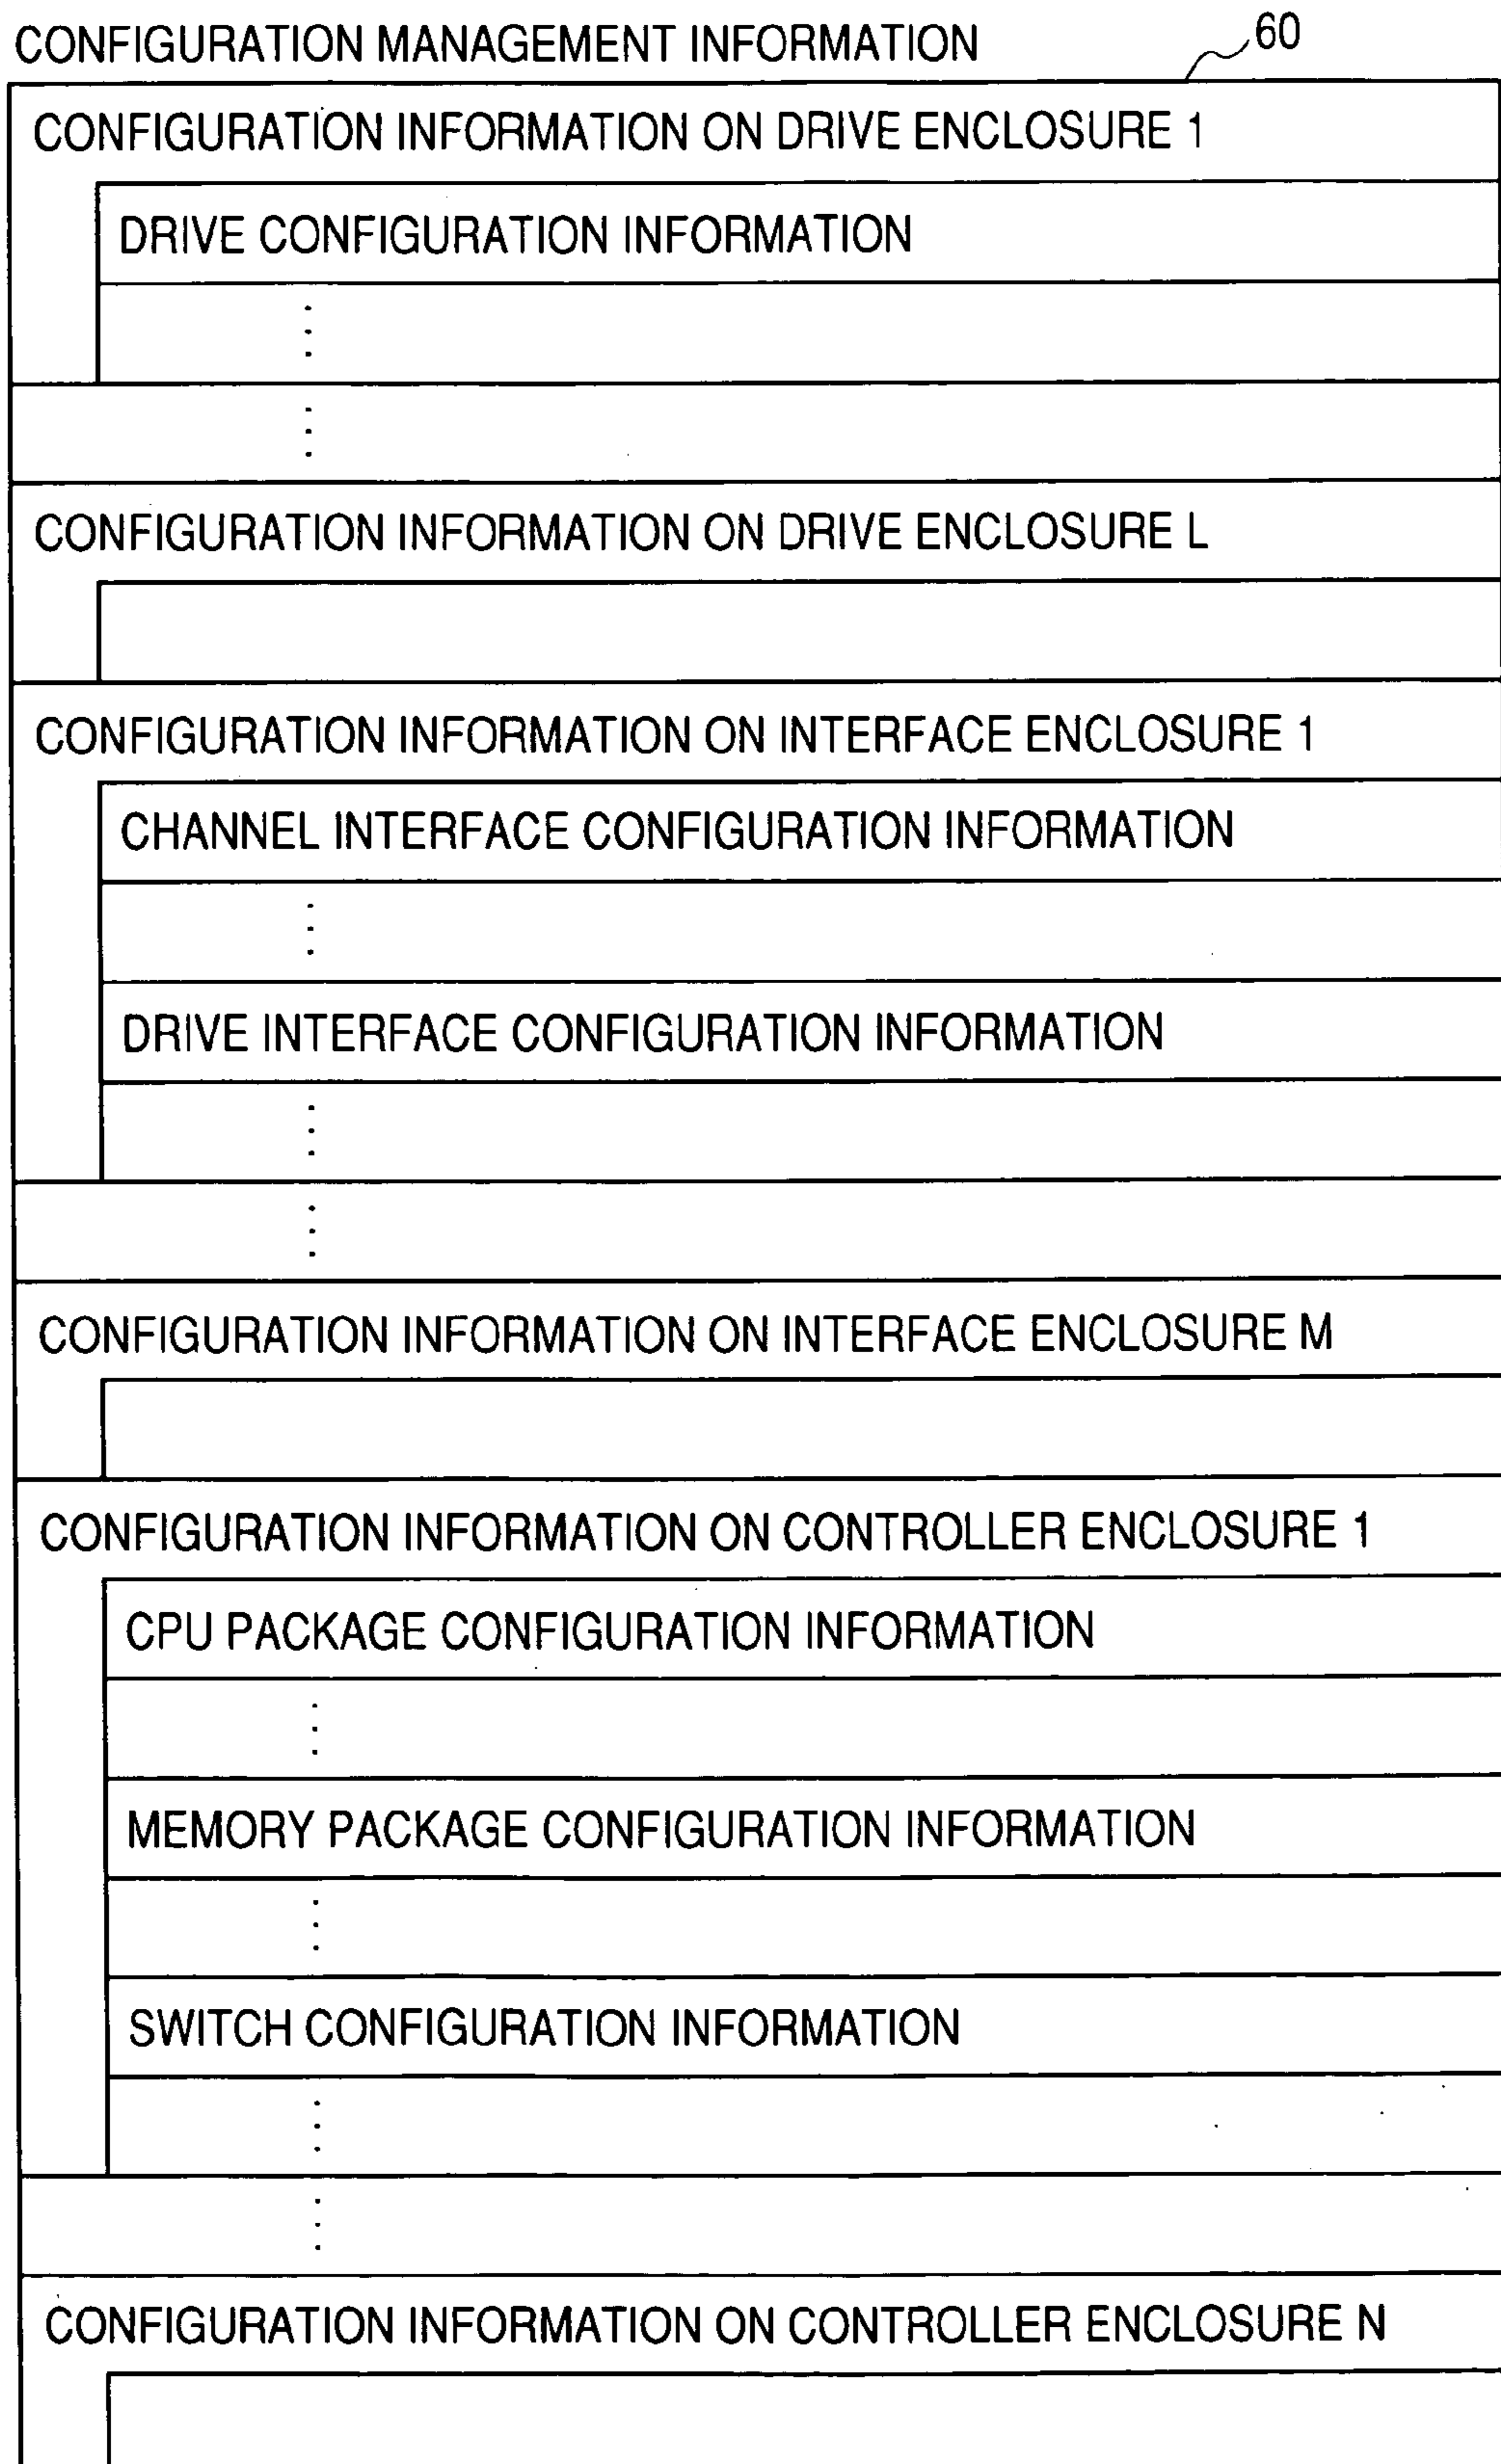 CONFIGURATION MANAGEMENT INFORMATION 60
CONFIGURATION INFORMATION ON DRIVE ENCLOSURE 1
DRIVE CONFIGURATION INFORMATION
CONFIGURATION INFORMATION ON DRIVE ENCLOSURE L
CONFIGURATION INFORMATION ON INTERFACE ENCLOSURE 1
CHANNEL INTERFACE CONFIGURATION INFORMATION
DRIVE INTERFACE CONFIGURATION INFORMATION
CONFIGURATION INFORMATION ON INTERFACE ENCLOSURE M
CONFIGURATION INFORMATION ON CONTROLLER ENCLOSURE 1
CPU PACKAGE CONFIGURATION INFORMATION
MEMORY PACKAGE CONFIGURATION INFORMATION
SWITCH CONFIGURATION INFORMATION
CONFIGURATION INFORMATION ON CONTROLLER ENCLOSURE N